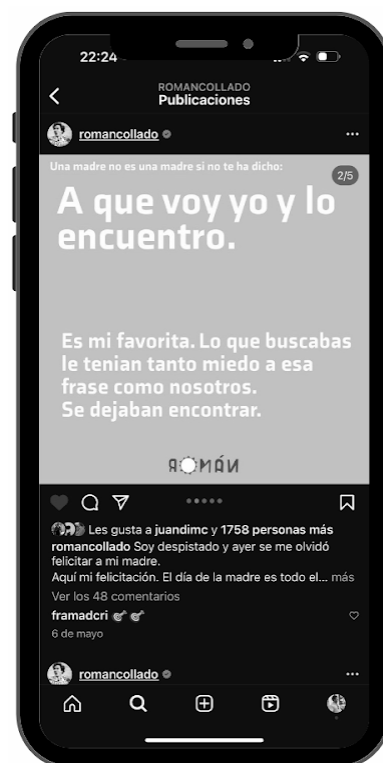 22:24
ROMANCOLLADO
Publicaciones
romancollado
Una madre no es una madre si no te ha dicho:
2/5
A que voy yo y lo
encuentro.
Es mi favorita. Lo que buscabas
le tenian tanto miedo a esa
frase como nosotros.
Se dejaban encontrar.
ROMÁN
Les gusta a juandimc y 1758 personas más
romancollado Soy despistado y ayer se me olvidó
felicitar a mi madre.
Aquí mi felicitación. El día de la madre es todo el... más
Ver los 48 comentarios
framadcri
6 de mayo
romancollado